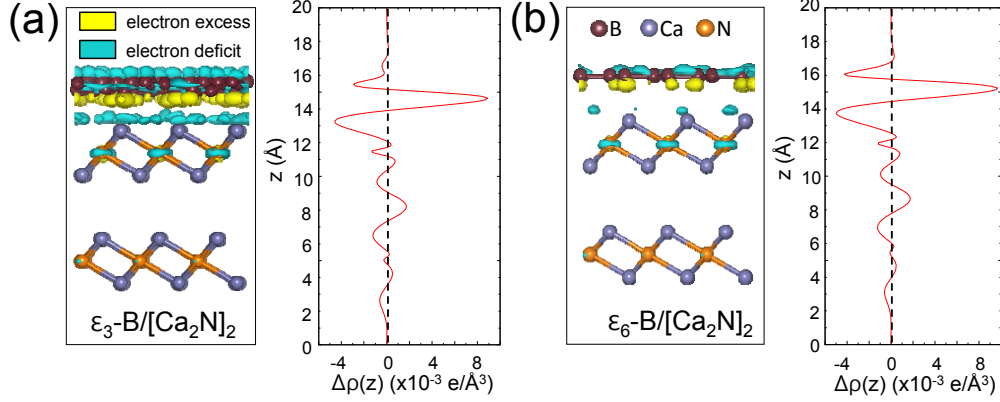 (a)
electron excess
electron deficit
ε₃-B/[Ca₂N]₂
20
18
16
14
12
10
8
6
4
2
0
z (Å)
-4 0 4 8
Δρ(z) (x10⁻³ e/Å³)
(b)
B Ca N
ε₆-B/[Ca₂N]₂
20
18
16
14
12
10
8
6
4
2
0
z (Å)
-4 0 4 8
Δρ(z) (x10⁻³ e/Å³)